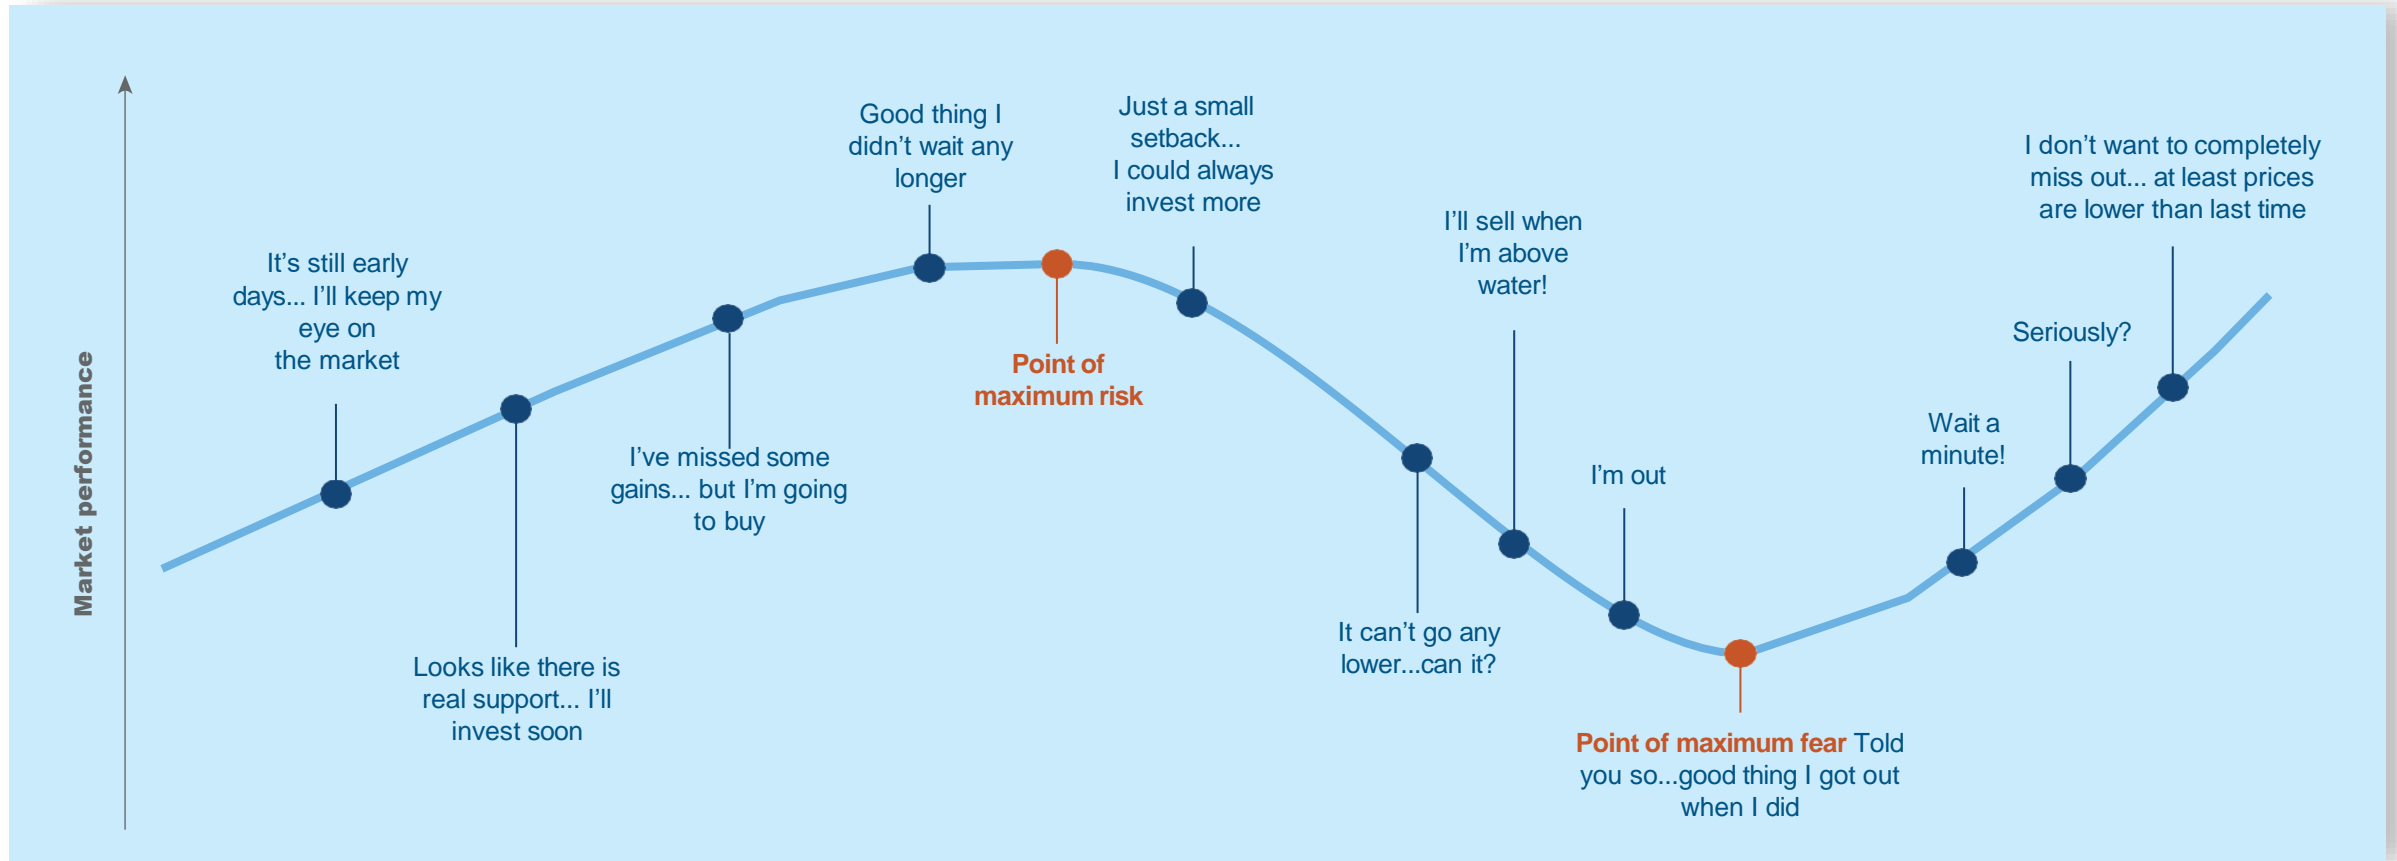 Market performance
It’s still early
days... I’ll keep my
eye on
the market
Looks like there is
real support... I’ll
invest soon
I’ve missed some
gains... but I’m going
to buy
Good thing I
didn’t wait any
longer
Point of
maximum risk
Just a small
setback...
I could always
invest more
It can’t go any
lower...can it?
I’ll sell when
I’m above
water!
I’m out
Point of maximum fear Told
you so...good thing I got out
when I did
Wait a
minute!
Seriously?
I don’t want to completely
miss out... at least prices
are lower than last time